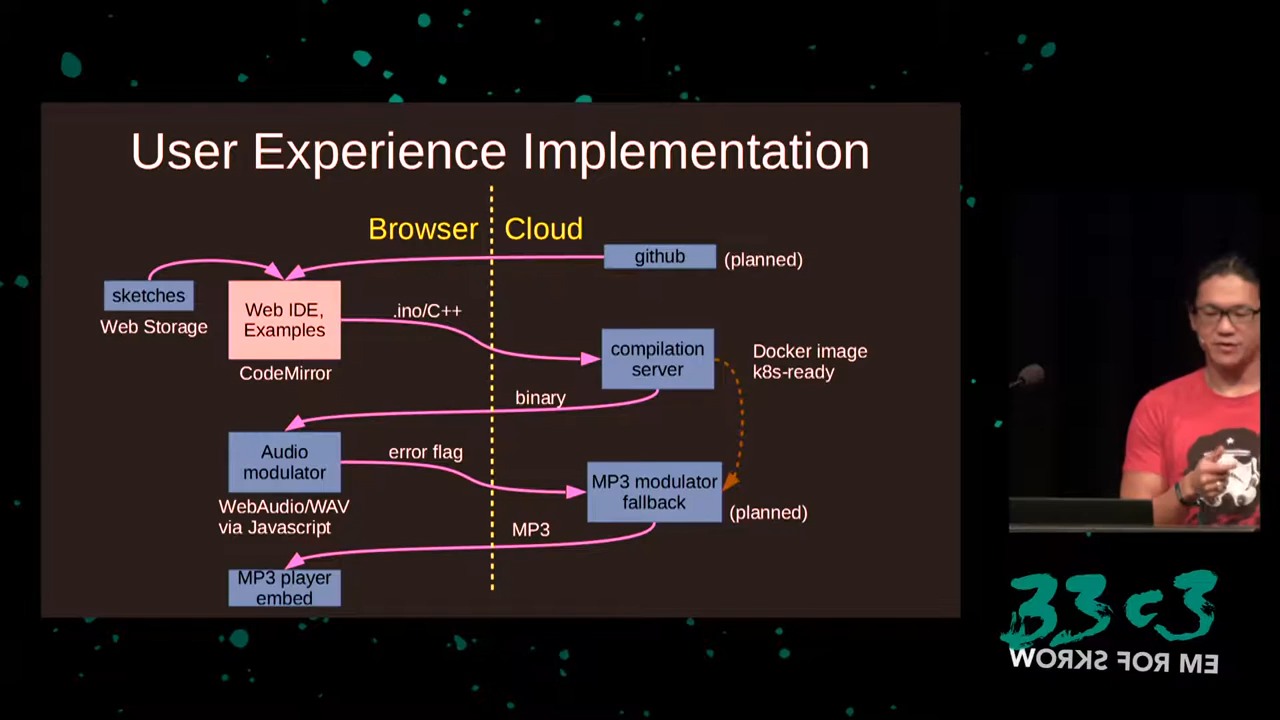 User Experience Implementation
Browser
Cloud
github
(planned)
sketches
Web Storage
Web IDE,
Examples
CodeMirror
.ino/C++
compilation
server
Docker image
k8s-ready
binary
Audio
modulator
WebAudio/WAV
via Javascript
error flag
MP3 modulator
fallback
(planned)
MP3
MP3 player
embed
33c3
WORKS FOR ME